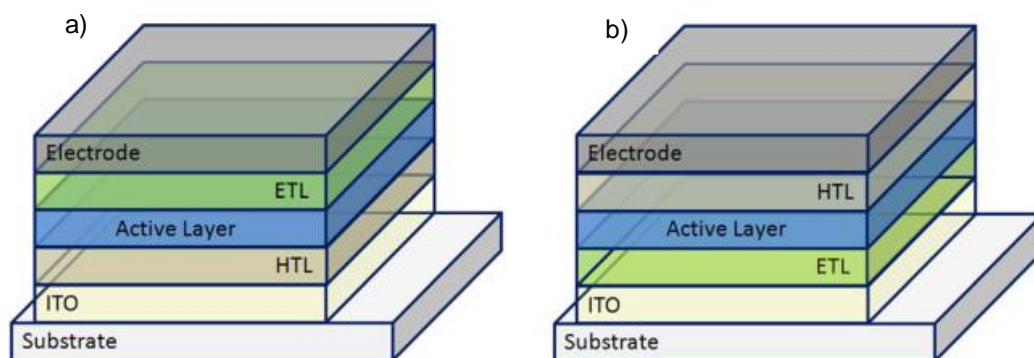 a)
Electrode
ETL
Active Layer
HTL
ITO
Substrate
b)
Electrode
HTL
Active Layer
ETL
ITO
Substrate